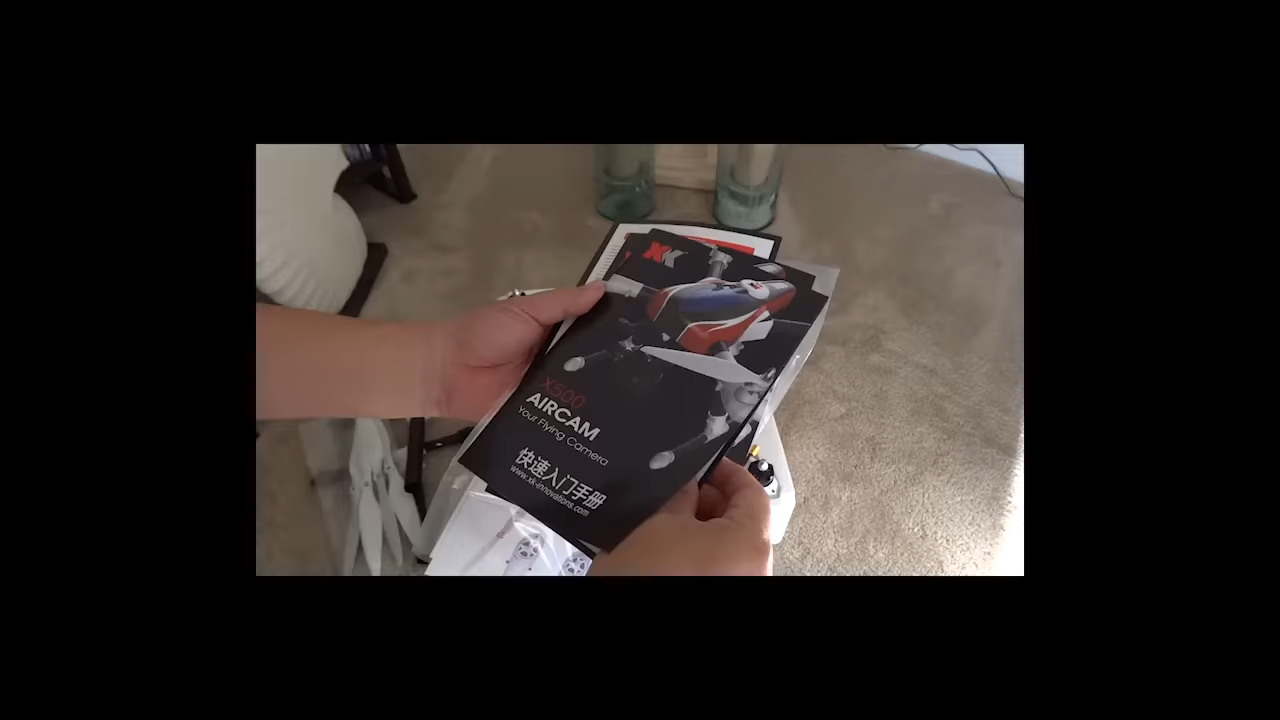 XK
X500
AIRCAM
Your Flying Camera
快速入门手册
www.xk-innovations.com